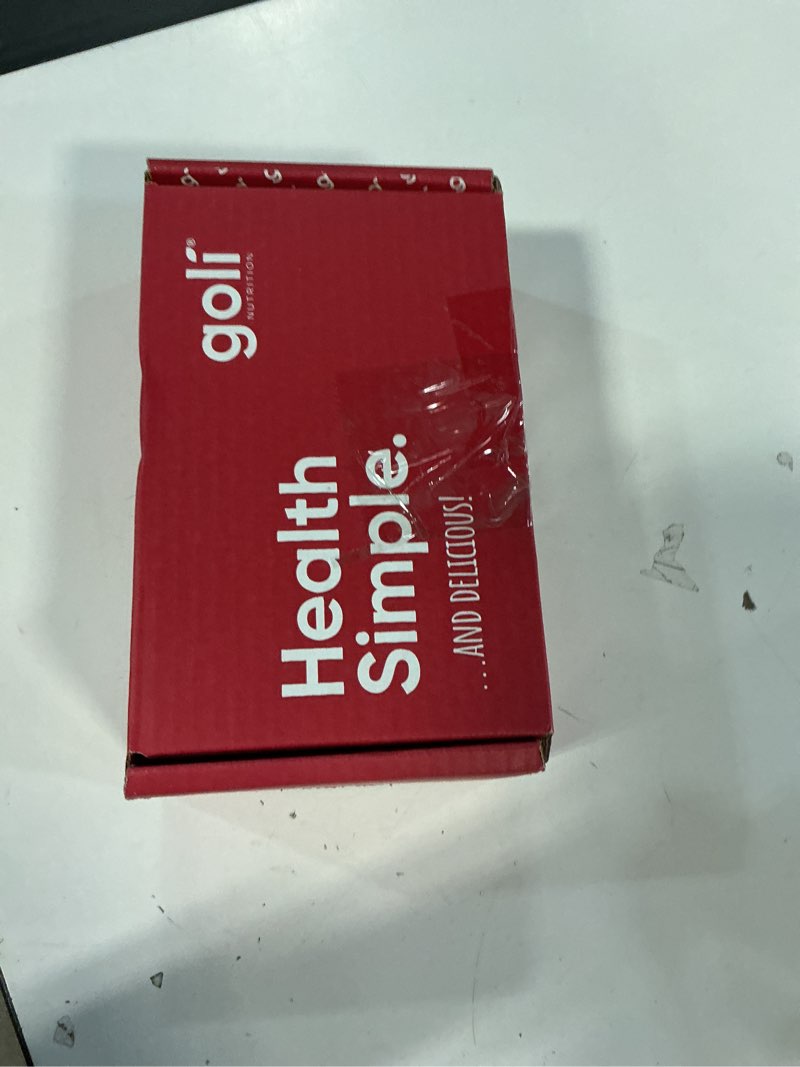 goli®
NUTRITION
Health
Simple.
...AND DELICIOUS!